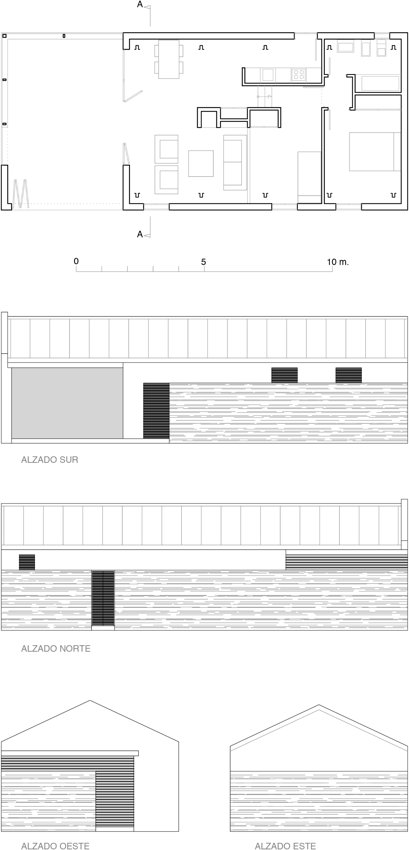 A
A
0 5 10 m.
ALZADO SUR
ALZADO NORTE
ALZADO OESTE ALZADO ESTE